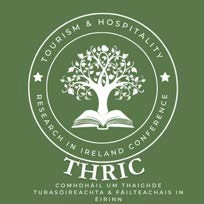 TOURISM & HOSPITALITY
RESEARCH IN IRELAND CONFERENCE
THRIC
COMHDHÁIL UM THAIGHDE
TURASÓIREACHTA & FÁILTEACHAIS IN
ÉIRINN